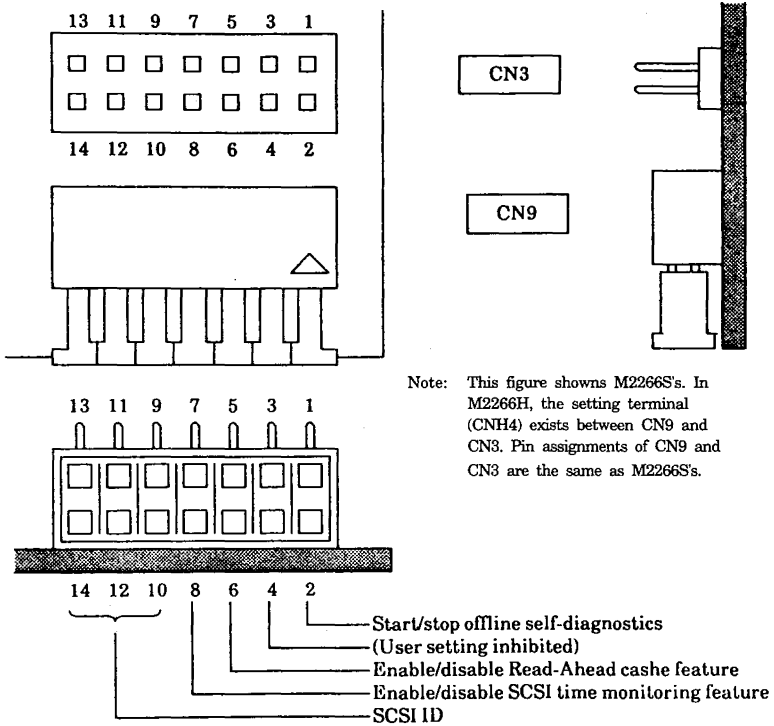 13 11 9 7 5 3 1
14 12 10 8 6 4 2
CN3
CN9
Note: This figure showns M2266S's. In
M2266H, the setting terminal
(CNH4) exists between CN9 and
CN3. Pin assignments of CN9 and
CN3 are the same as M2266S's.
13 11 9 7 5 3 1
14 12 10 8 6 4 2
Start/stop offline self-diagnostics
(User setting inhibited)
Enable/disable Read-Ahead cashe feature
Enable/disable SCSI time monitoring feature
SCSI ID